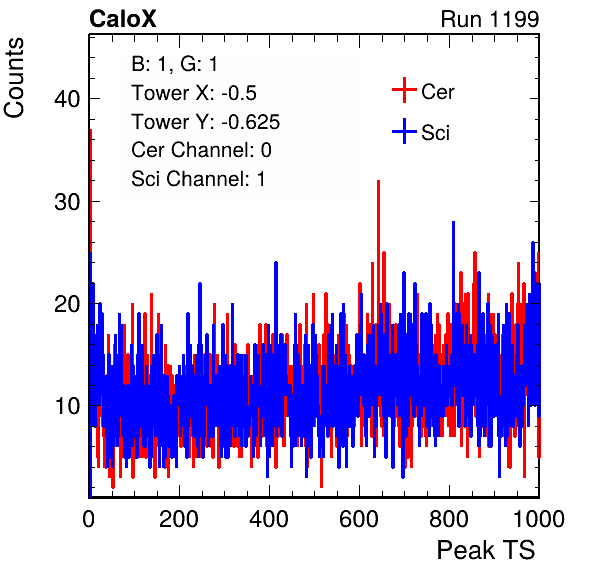 CaloX Run 1199
Counts
B: 1, G: 1
Tower X: -0.5
Tower Y: -0.625
Cer Channel: 0
Sci Channel: 1
Cer
Sci
40
30
20
10
0 200 400 600 800 1000
Peak TS